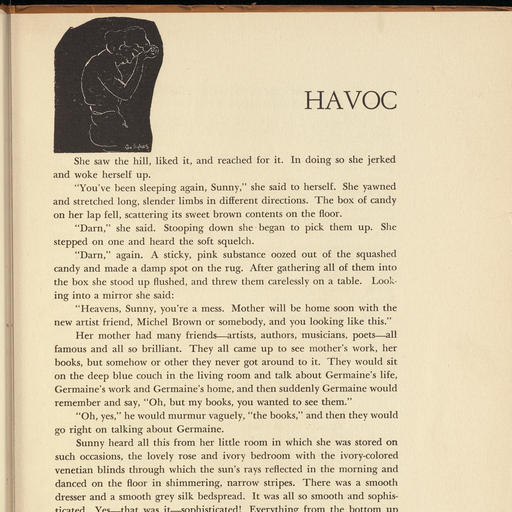 HAVOC
She saw the hill, liked it, and reached for it. In doing so she jerked
and woke herself up.
"You've been sleeping again, Sunny," she said to herself. She yawned
and stretched long, slender limbs in different directions. The box of candy
on her lap fell, scattering its sweet brown contents on the floor.
"Darn," she said. Stooping down she began to pick them up. She
stepped on one and heard the soft squelch.
"Darn," again. A sticky, pink substance oozed out of the squashed
candy and made a damp spot on the rug. After gathering all of them into
the box she stood up flushed, and threw them carelessly on a table. Look-
ing into a mirror she said:
"Heavens, Sunny, you're a mess. Mother will be home soon with the
new artist friend, Michel Brown or somebody, and you looking like this."
Her mother had many friends—artists, authors, musicians, poets—all
famous and all so brilliant. They all came up to see mother's work, her
books, but somehow or other they never got around to it. They would sit
on the deep blue couch in the living room and talk about Germaine's life,
Germaine's work and Germaine's home, and then suddenly Germaine would
remember and say, "Oh, but my books, you wanted to see them."
"Oh, yes," he would murmur vaguely, "the books," and then they would
go right on talking about Germaine.
Sunny heard all this from her little room in which she was stored on
such occasions, the lovely rose and ivory bedroom with the ivory-colored
venetian blinds through which the sun's rays reflected in the morning and
danced on the floor in shimmering, narrow stripes. There was a smooth
dresser and a smooth grey silk bedspread. It was all so smooth and sophis-
ticated. Yes—that was it—sophisticated! Everything from the bottom up